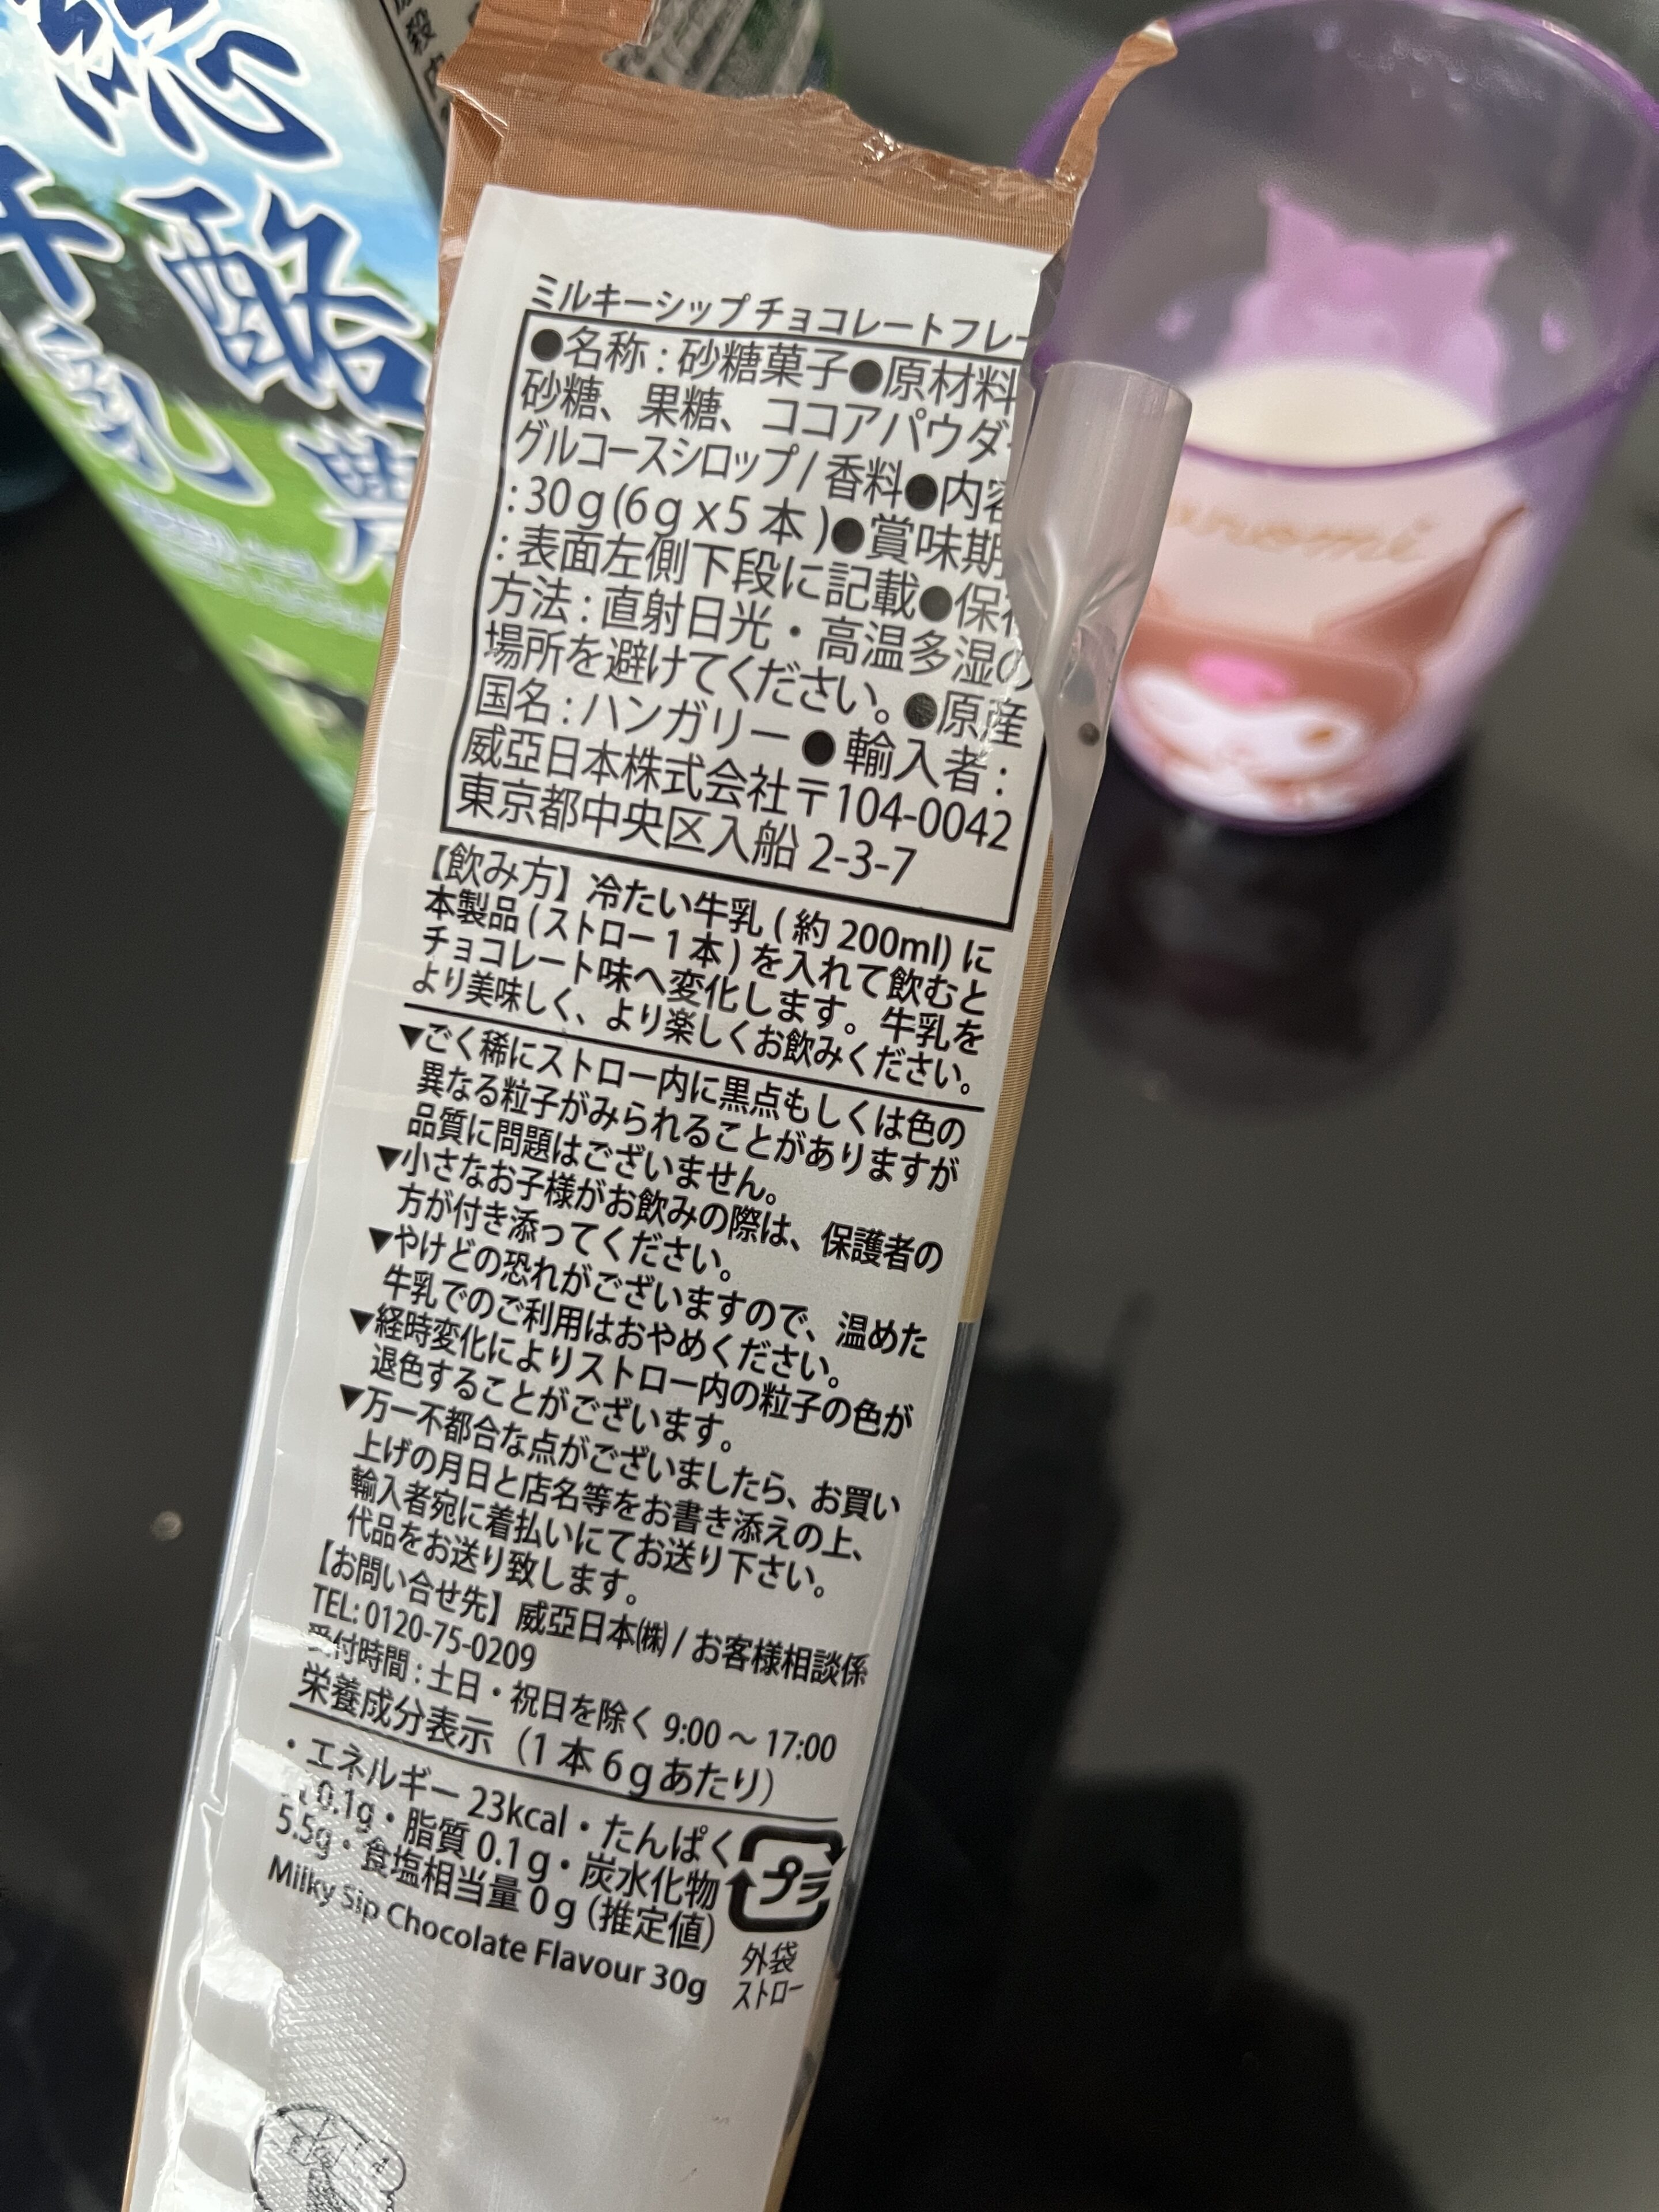 酪農
牛乳
ミルキーシップ チョコレートフレー
●名称 : 砂糖菓子●原材料
砂糖、果糖、ココアパウダー
グルコースシロップ / 香料●内容
: 30g (6g x 5 本 )●賞味期
: 表面左側下段に記載●保存
方法 : 直射日光・高温多湿の
場所を避けてください。●原産
国名 : ハンガリー ● 輸入者 :
威亞日本株式会社〒104-0042
東京都中央区入船 2-3-7
【飲み方】冷たい牛乳 ( 約 200ml) に
本製品 ( ストロー 1 本 ) を入れて飲むと
チョコレート味へ変化します。牛乳を
より美味しく、より楽しくお飲みください。
▼ごく稀にストロー内に黒点もしくは色の
異なる粒子がみられることがありますが
品質に問題はございません。
▼小さなお子様がお飲みの際は、保護者の
方が付き添ってください。
▼やけどの恐れがございますので、温めた
牛乳でのご利用はおやめください。
▼経時変化によりストロー内の粒子の色が
退色することがございます。
▼万一不都合な点がございましたら、お買い
上げの月日と店名等をお書き添えの上、
輸入者宛に着払いにてお送り下さい。
代品をお送り致します。
【お問い合せ先】威亞日本㈱ / お客様相談係
TEL: 0120-75-0209
受付時間 : 土日・祝日を除く 9:00 ～ 17:00
栄養成分表示（1 本 6g あたり）
・エネルギー 23kcal・たんぱく
0.1g・脂質 0.1g・炭水化物
5.5g・食塩相当量 0g (推定値)
Milky Sip Chocolate Flavour 30g
プラ
外袋
ストロー